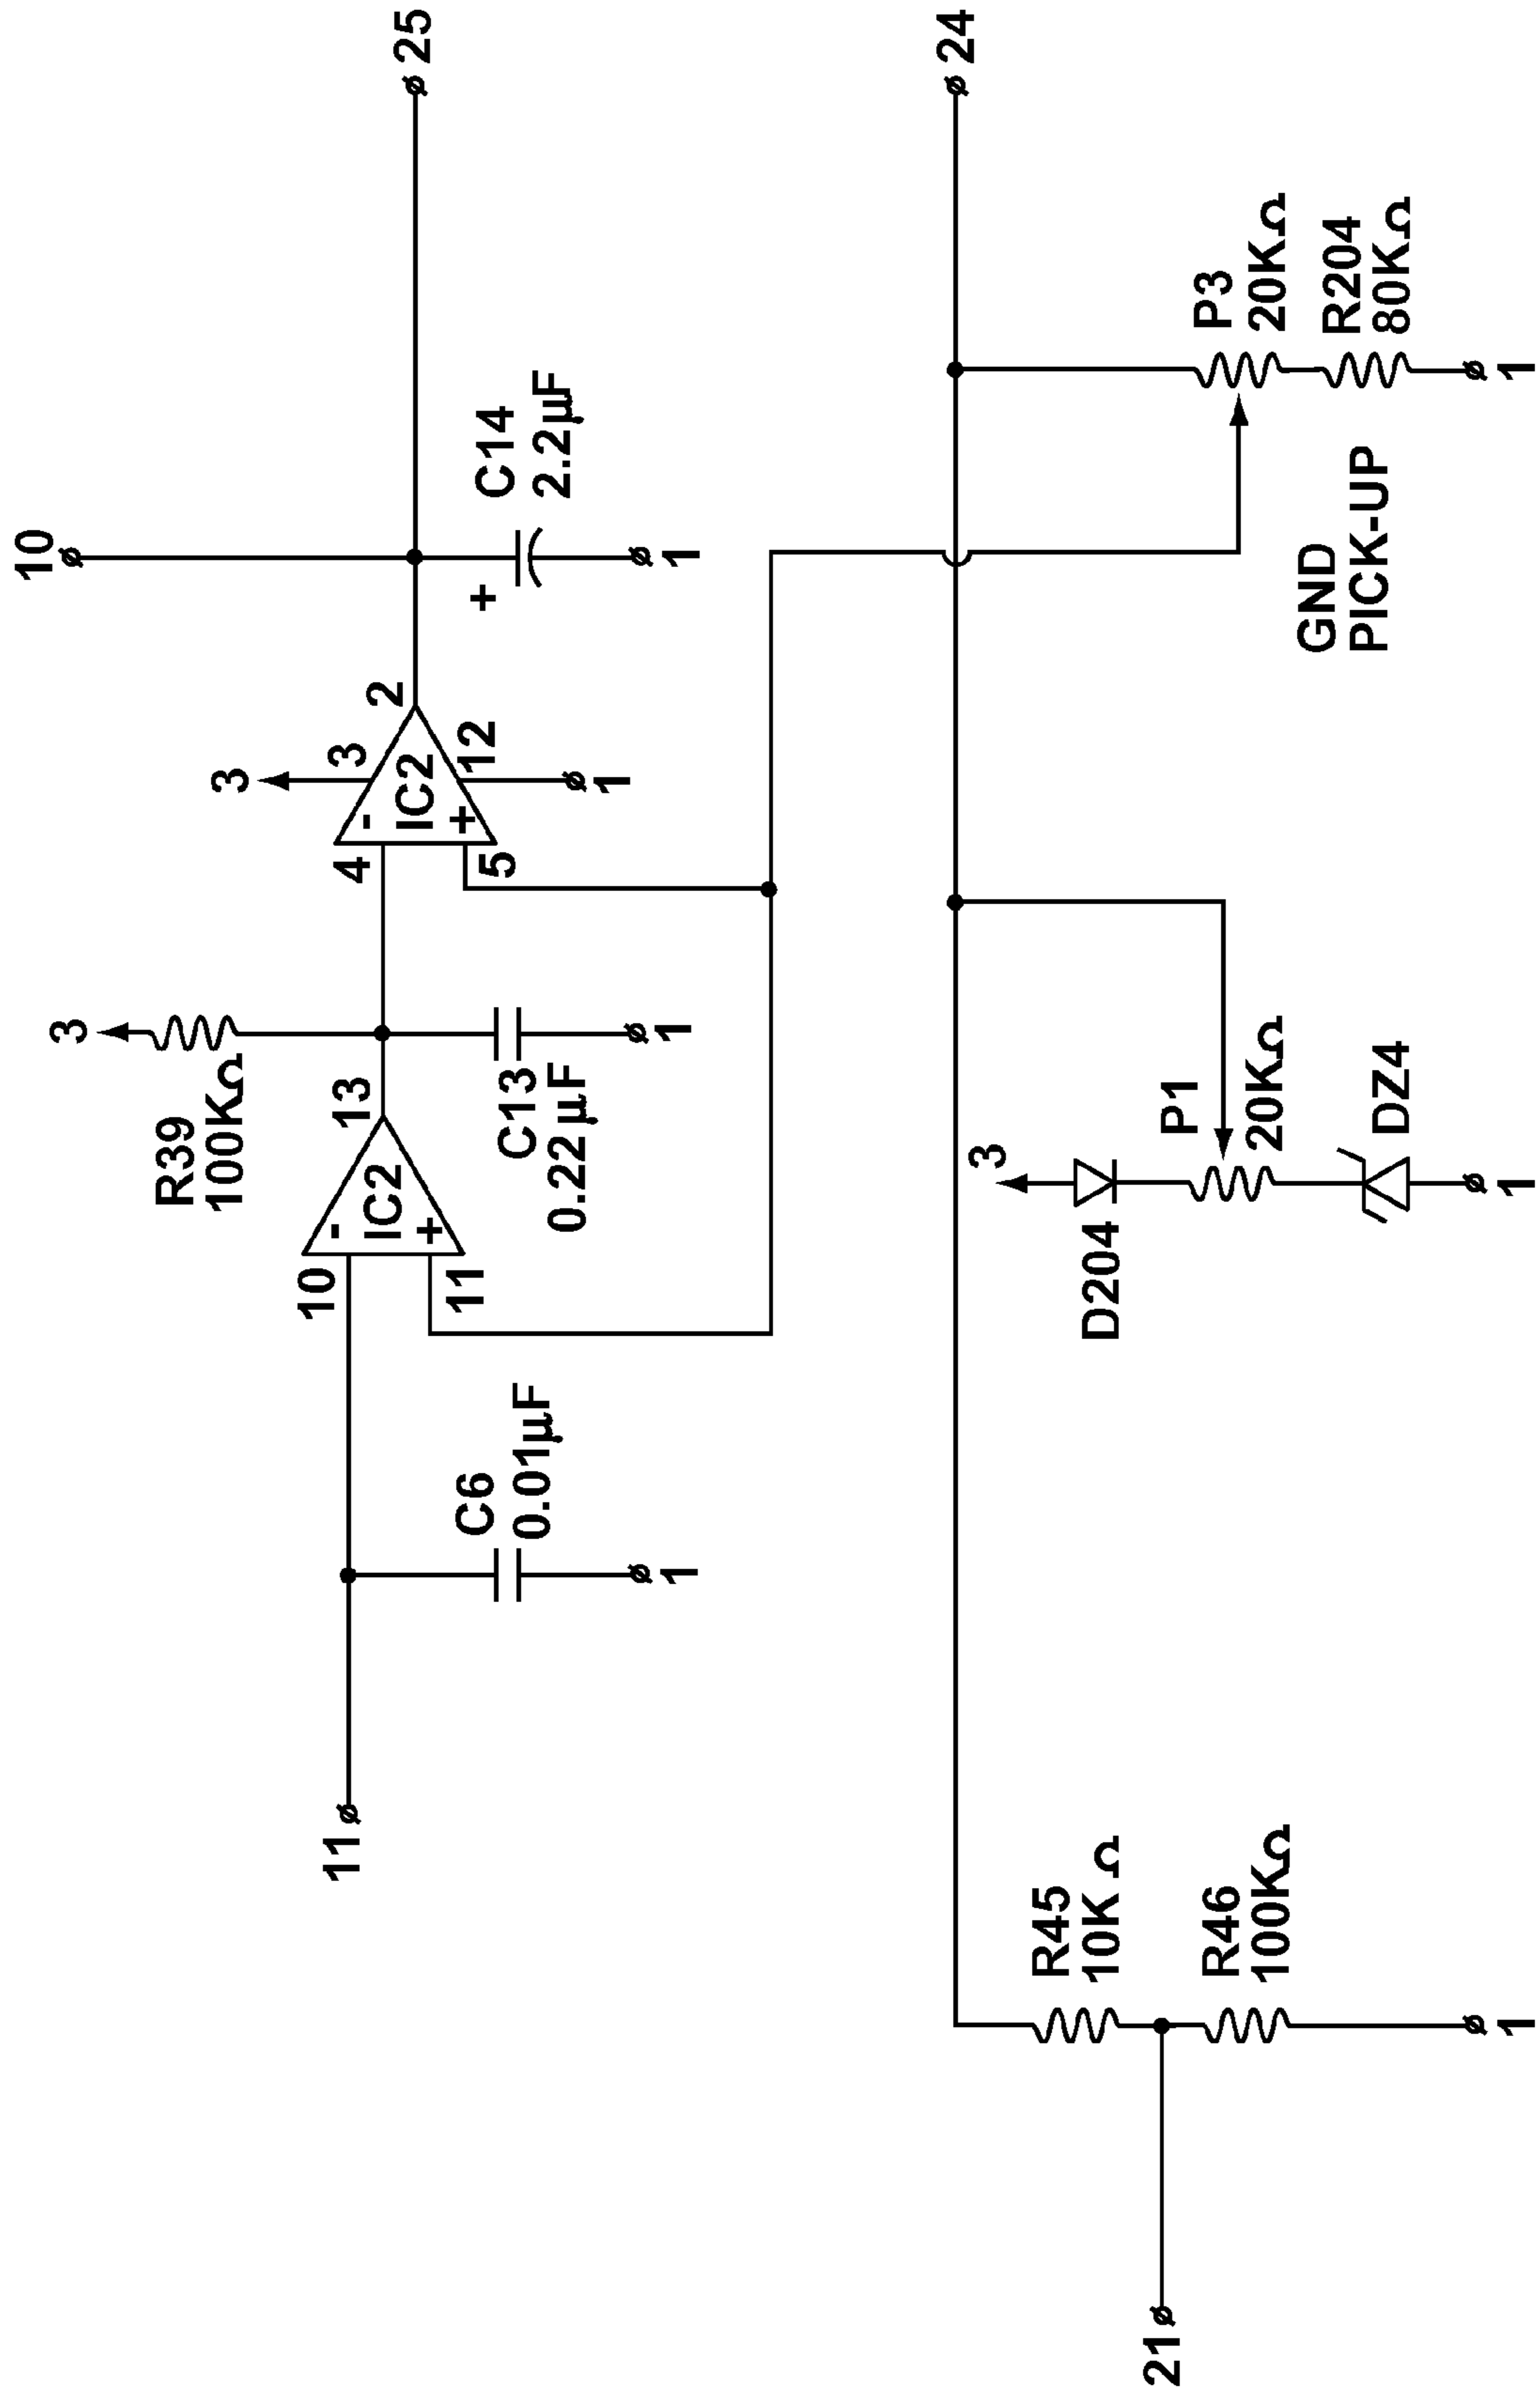 10
3
R39
100KΩ
3
25
11
10
-
IC2
+
11
13
4
-
IC2
+
5
3
2
12
1
C6
0.01µF
1
C13
0.22µF
1
+
C14
2.2µF
1
24
21
R45
10K Ω
R46
100KΩ
1
3
D204
P1
20KΩ
DZ4
1
GND
PICK-UP
P3
20KΩ
R204
80KΩ
1